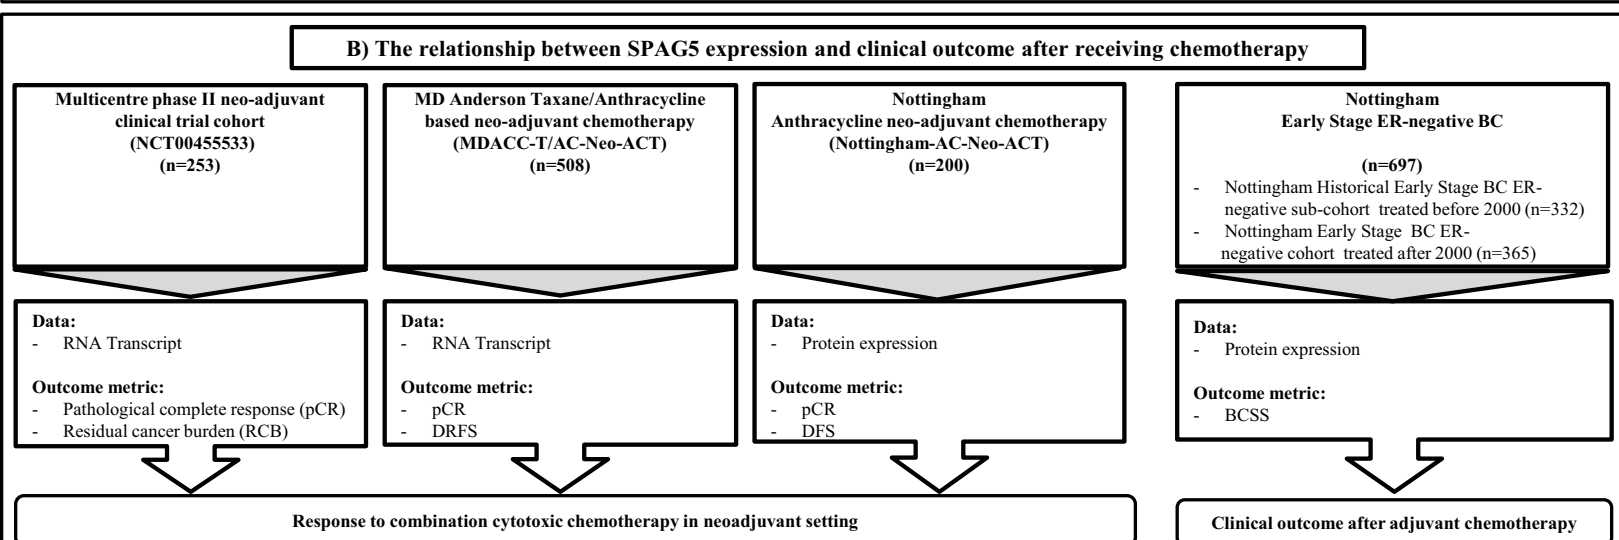 B) The relationship between SPAG5 expression and clinical outcome after receiving chemotherapy
Multicentre phase II neo-adjuvant
clinical trial cohort
(NCT00455533)
(n=253)
MD Anderson Taxane/Anthracycline
based neo-adjuvant chemotherapy
(MDACC-T/AC-Neo-ACT)
(n=508)
Nottingham
Anthracycline neo-adjuvant chemotherapy
(Nottingham-AC-Neo-ACT)
(n=200)
Nottingham
Early Stage ER-negative BC
(n=697)
- Nottingham Historical Early Stage BC ER-
negative sub-cohort treated before 2000 (n=332)
- Nottingham Early Stage BC ER-
negative cohort treated after 2000 (n=365)
Data:
- RNA Transcript
Outcome metric:
- Pathological complete response (pCR)
- Residual cancer burden (RCB)
Data:
- RNA Transcript
Outcome metric:
- pCR
- DRFS
Data:
- Protein expression
Outcome metric:
- pCR
- DFS
Data:
- Protein expression
Outcome metric:
- BCSS
Response to combination cytotoxic chemotherapy in neoadjuvant setting
Clinical outcome after adjuvant chemotherapy